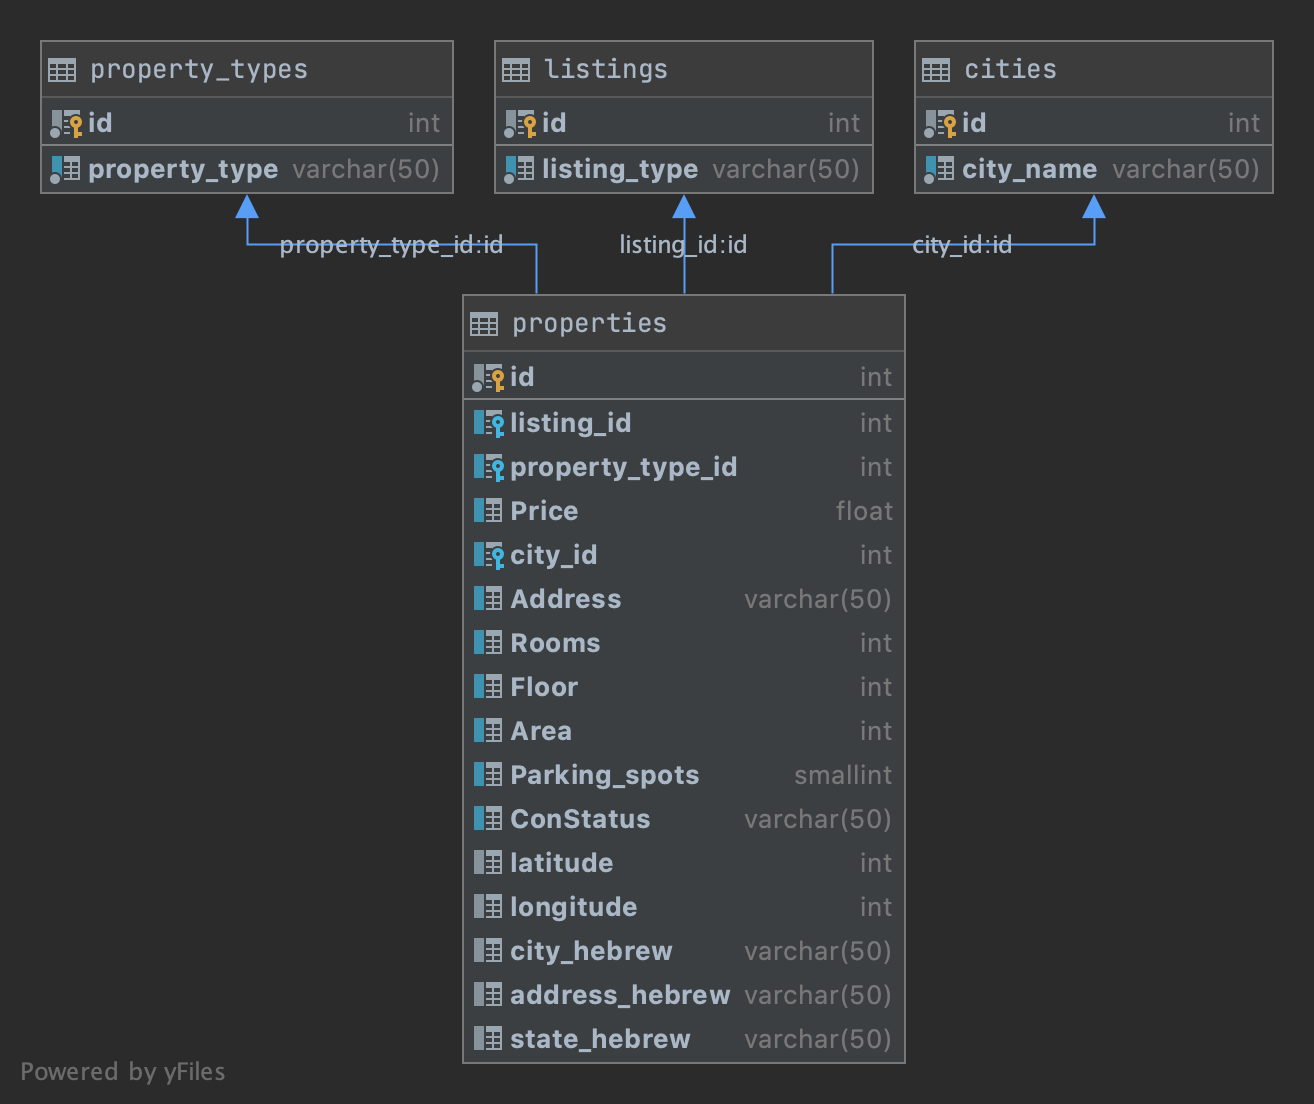 property_types
id int
property_type varchar(50)
listings
id int
listing_type varchar(50)
cities
id int
city_name varchar(50)
property_type_id:id
listing_id:id
city_id:id
properties
id int
listing_id int
property_type_id int
Price float
city_id int
Address varchar(50)
Rooms int
Floor int
Area int
Parking_spots smallint
ConStatus varchar(50)
latitude int
longitude int
city_hebrew varchar(50)
address_hebrew varchar(50)
state_hebrew varchar(50)
Powered by yFiles